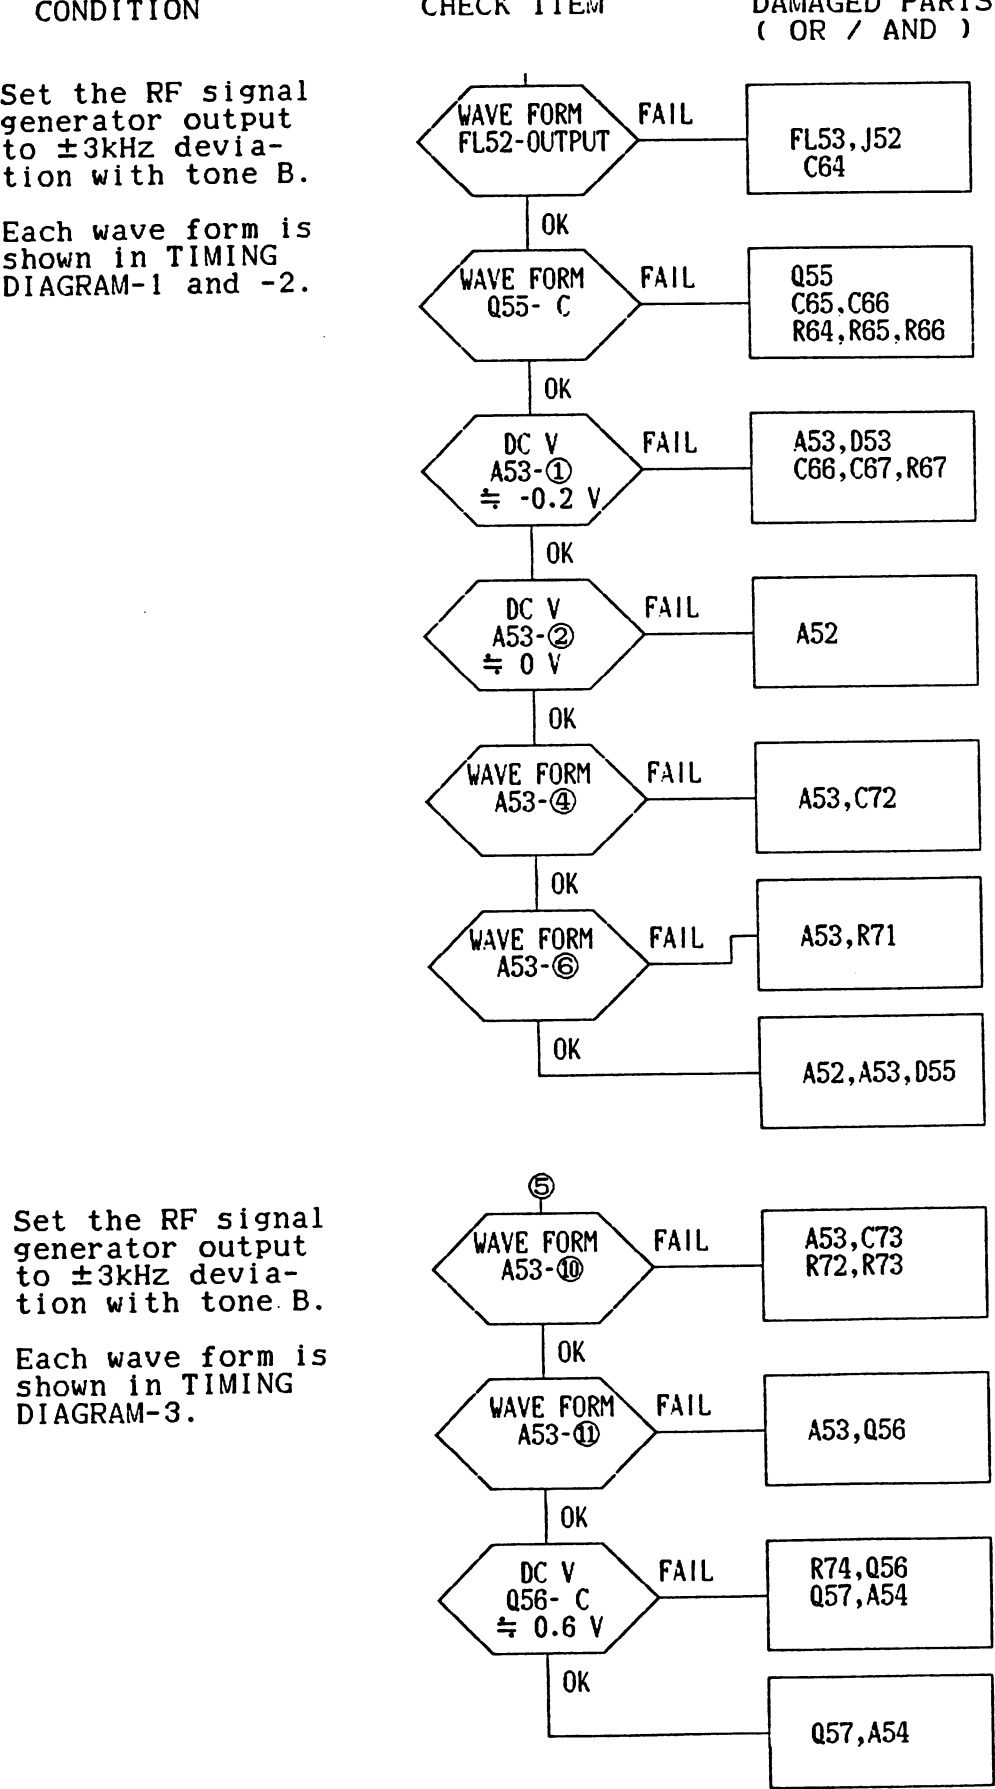 CONDITION
CHECK ITEM
DAMAGED PARTS
( OR / AND )
Set the RF signal
generator output
to ±3kHz devia-
tion with tone B.
Each wave form is
shown in TIMING
DIAGRAM-1 and -2.
WAVE FORM
FL52-OUTPUT
FAIL
FL53,J52
C64
OK
WAVE FORM
Q55- C
FAIL
Q55
C65,C66
R64,R65,R66
OK
DC V
A53-①
≒ -0.2 V
FAIL
A53,D53
C66,C67,R67
OK
DC V
A53-②
≒ 0 V
FAIL
A52
OK
WAVE FORM
A53-④
FAIL
A53,C72
OK
WAVE FORM
A53-⑥
FAIL
A53,R71
OK
A52,A53,D55
Set the RF signal
generator output
to ±3kHz devia-
tion with tone B.
Each wave form is
shown in TIMING
DIAGRAM-3.
⑤
WAVE FORM
A53-⑩
FAIL
A53,C73
R72,R73
OK
WAVE FORM
A53-⑪
FAIL
A53,Q56
OK
DC V
Q56- C
≒ 0.6 V
FAIL
R74,Q56
Q57,A54
OK
Q57,A54